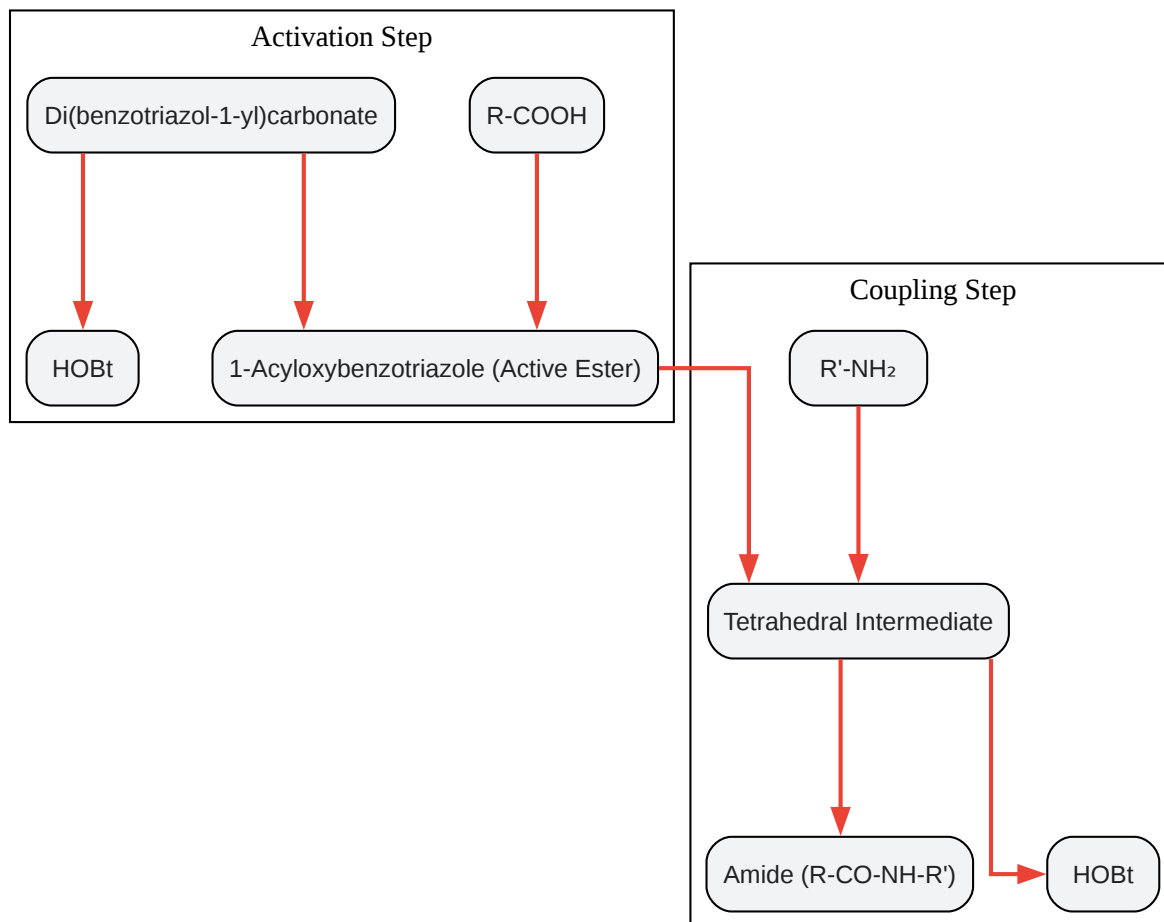 Activation Step
Di(benzotriazol-1-yl)carbonate
R-COOH
HOBt
1-Acyloxybenzotriazole (Active Ester)
Coupling Step
R'-NH₂
Tetrahedral Intermediate
Amide (R-CO-NH-R')
HOBt